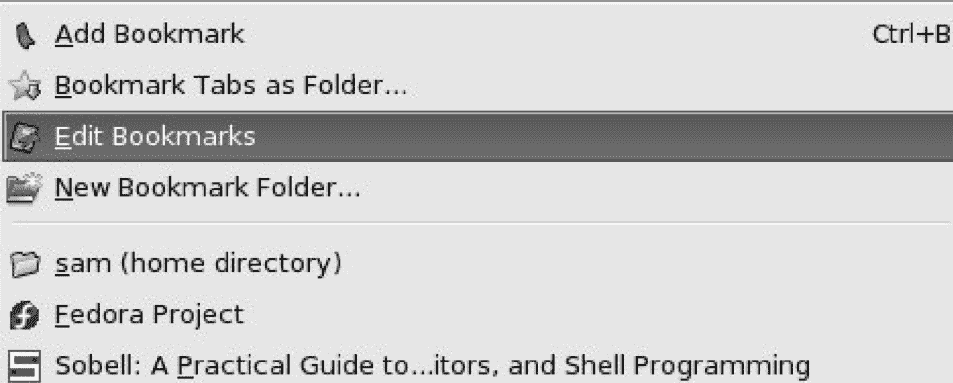 Add Bookmark Ctrl+B
Bookmark Tabs as Folder...
Edit Bookmarks
New Bookmark Folder...
sam (home directory)
Fedora Project
Sobell: A Practical Guide to...itors, and Shell Programming